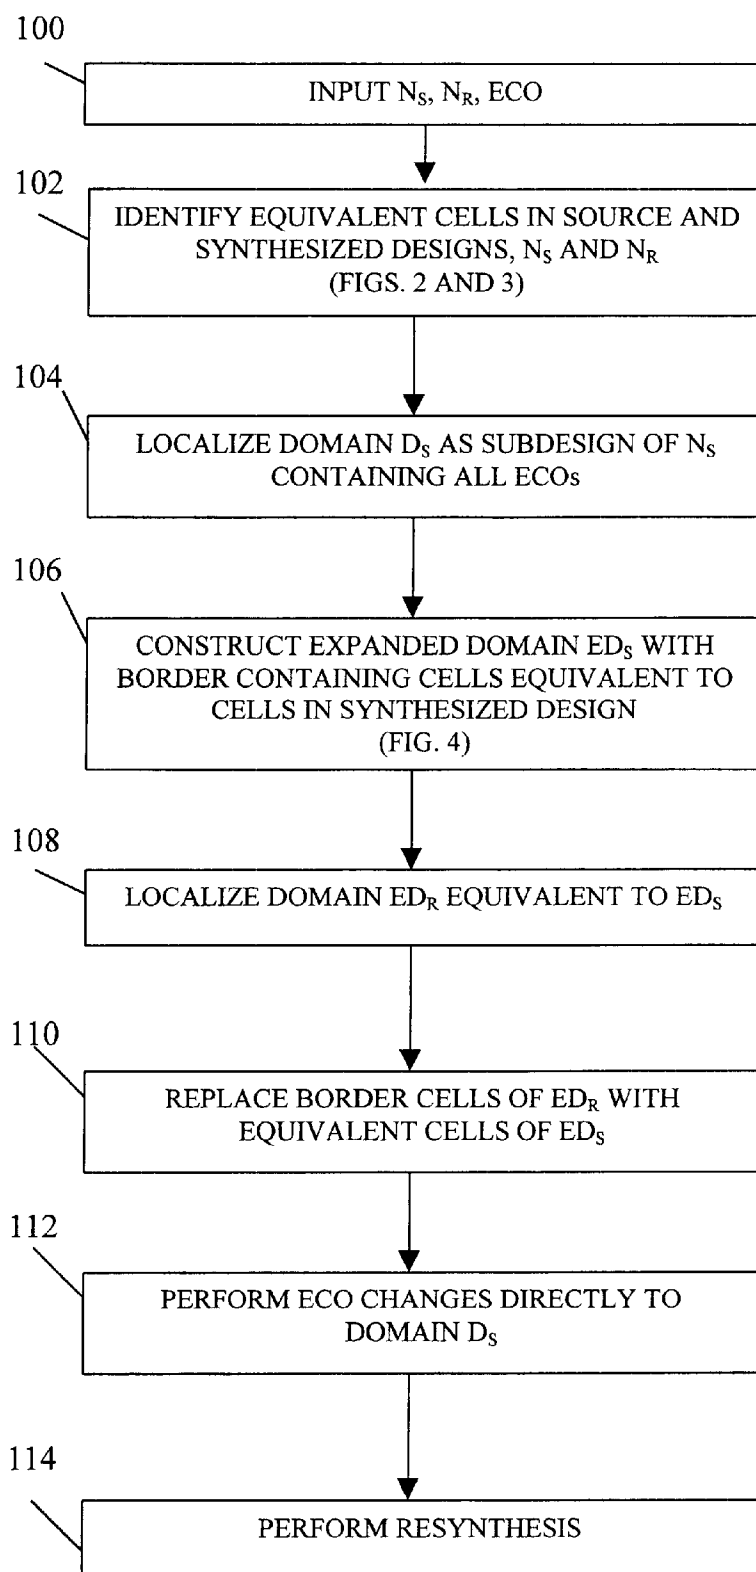 100
INPUT N_S, N_R, ECO
102
IDENTIFY EQUIVALENT CELLS IN SOURCE AND
SYNTHESIZED DESIGNS, N_S AND N_R
(FIGS. 2 AND 3)
104
LOCALIZE DOMAIN D_S AS SUBDESIGN OF N_S
CONTAINING ALL ECOs
106
CONSTRUCT EXPANDED DOMAIN ED_S WITH
BORDER CONTAINING CELLS EQUIVALENT TO
CELLS IN SYNTHESIZED DESIGN
(FIG. 4)
108
LOCALIZE DOMAIN ED_R EQUIVALENT TO ED_S
110
REPLACE BORDER CELLS OF ED_R WITH
EQUIVALENT CELLS OF ED_S
112
PERFORM ECO CHANGES DIRECTLY TO
DOMAIN D_S
114
PERFORM RESYNTHESIS